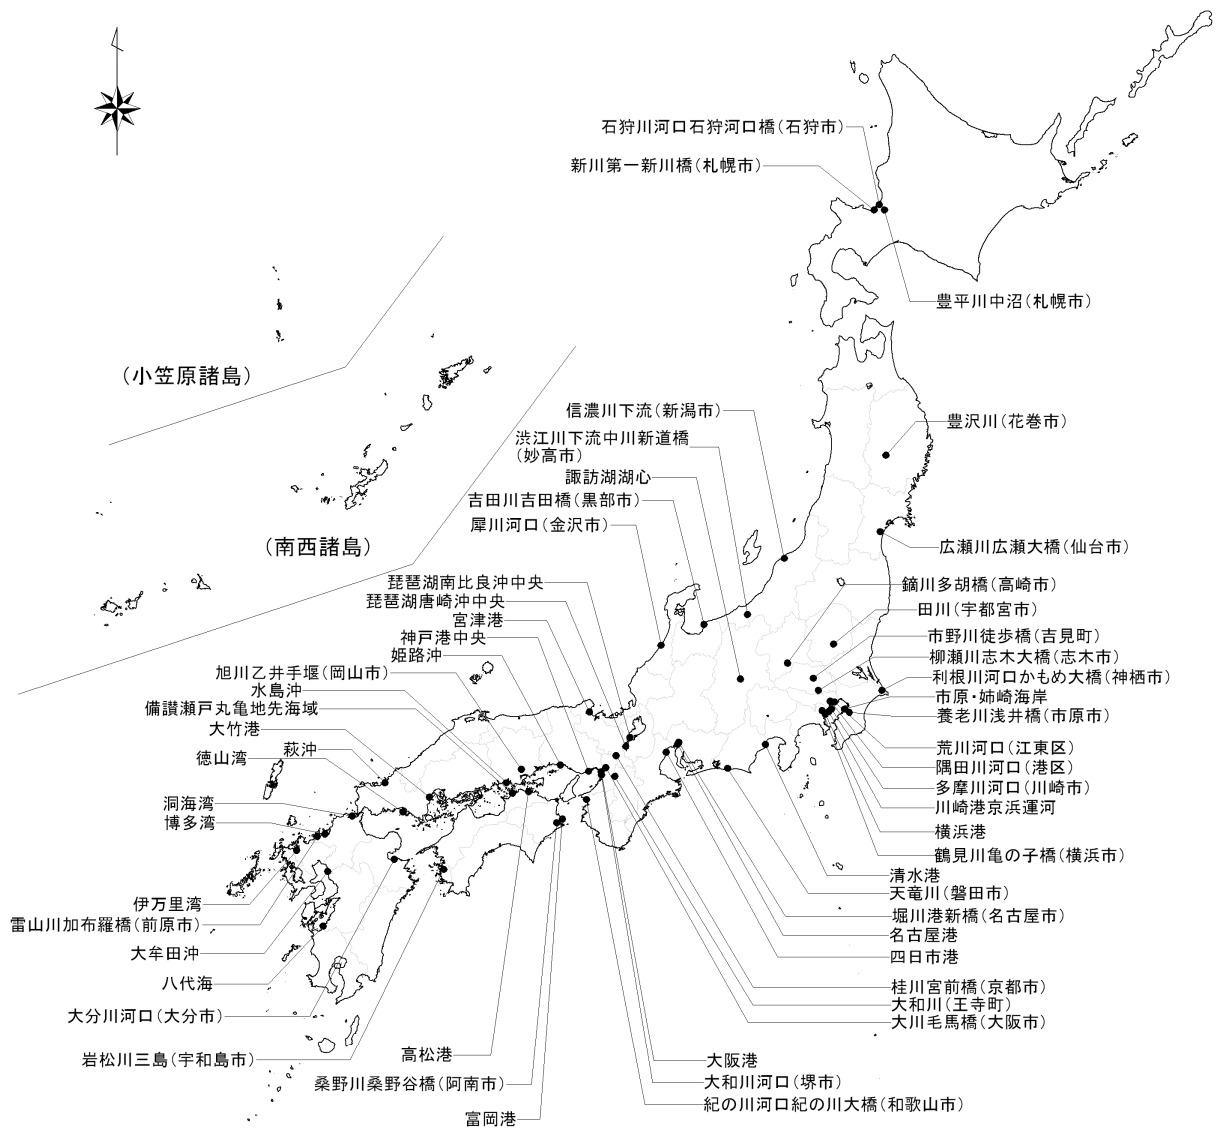 石狩川河口石狩河口橋(石狩市)
新川第一新川橋(札幌市)
豊平川中沼(札幌市)
(小笠原諸島)
信濃川下流(新潟市)
豊沢川(花巻市)
渋江川下流中川新道橋
(妙高市)
諏訪湖湖心
吉田川吉田橋(黒部市)
犀川河口(金沢市)
(南西諸島)
広瀬川広瀬大橋(仙台市)
琵琶湖南比良沖中央
鏑川多胡橋(高崎市)
琵琶湖唐崎沖中央
田川(宇都宮市)
宮津港
神戸港中央
市野川徒歩橋(吉見町)
姫路沖
柳瀬川志木大橋(志木市)
旭川乙井手堰(岡山市)
利根川河口かもめ大橋(神栖市)
水島沖
市原・姉崎海岸
備讃瀬戸丸亀地先海域
養老川浅井橋(市原市)
大竹港
萩沖
荒川河口(江東区)
徳山湾
隅田川河口(港区)
多摩川河口(川崎市)
洞海湾
川崎港京浜運河
博多湾
横浜港
鶴見川亀の子橋(横浜市)
清水港
天竜川(磐田市)
伊万里湾
堀川港新橋(名古屋市)
雷山川加布羅橋(前原市)
名古屋港
大牟田沖
四日市港
八代海
桂川宮前橋(京都市)
大和川(王寺町)
大分川河口(大分市)
大川毛馬橋(大阪市)
岩松川三島(宇和島市)
高松港
大阪港
桑野川桑野谷橋(阿南市)
大和川河口(堺市)
紀の川河口紀の川大橋(和歌山市)
富岡港